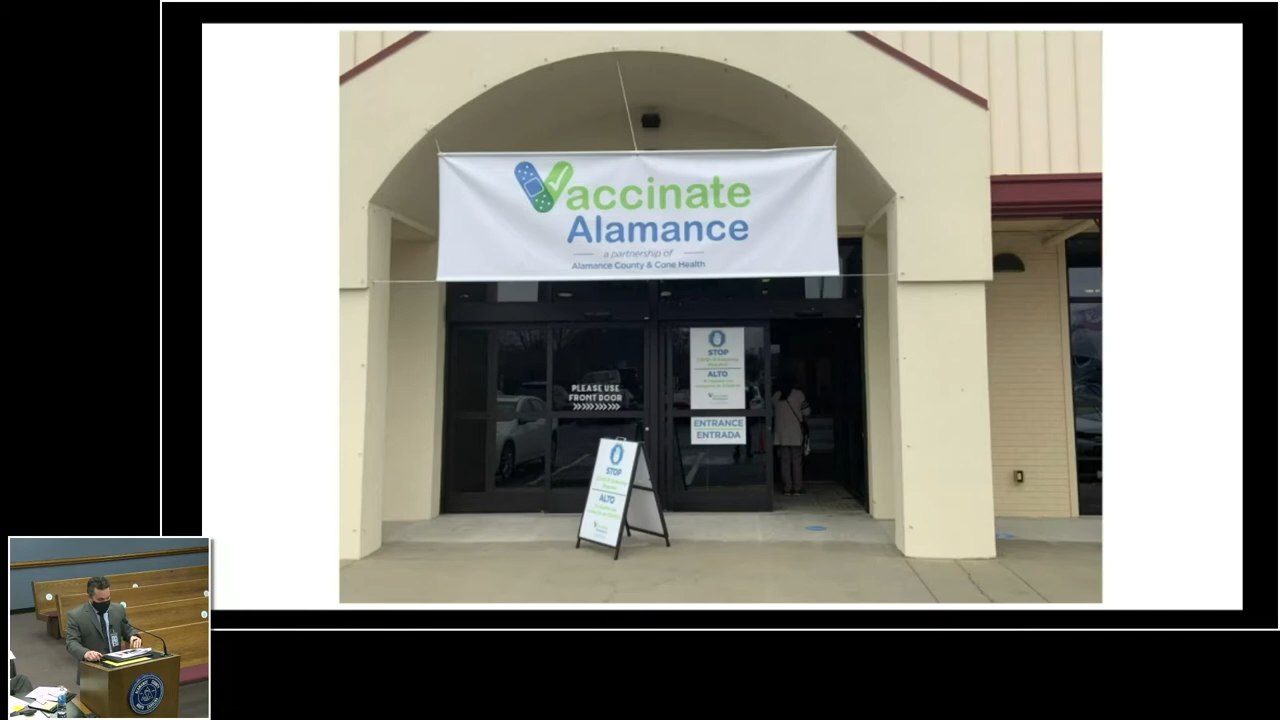 Vaccinate
Alamance
a partnership of
Alamance County & Cone Health
PLEASE USE
FRONT DOOR
STOP
ALTO
ENTRANCE
ENTRADA
STOP
ALTO